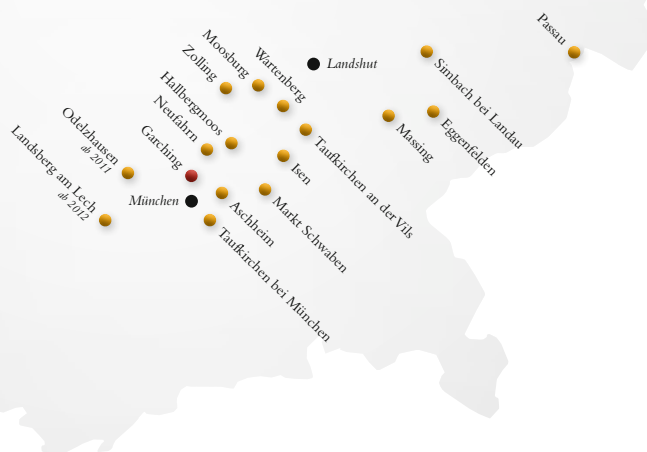 Passau
Moosburg
Wartenberg
Landshut
Simbach bei Landau
Zolling
Hallbergmoos
Neufahrn
Garching
Odelzhausen
ab 2011
Landsberg am Lech
ab 2012
München
Massing
Eggenfelden
Taufkirchen an der Vils
Isen
Markt Schwaben
Aschheim
Taufkirchen bei München